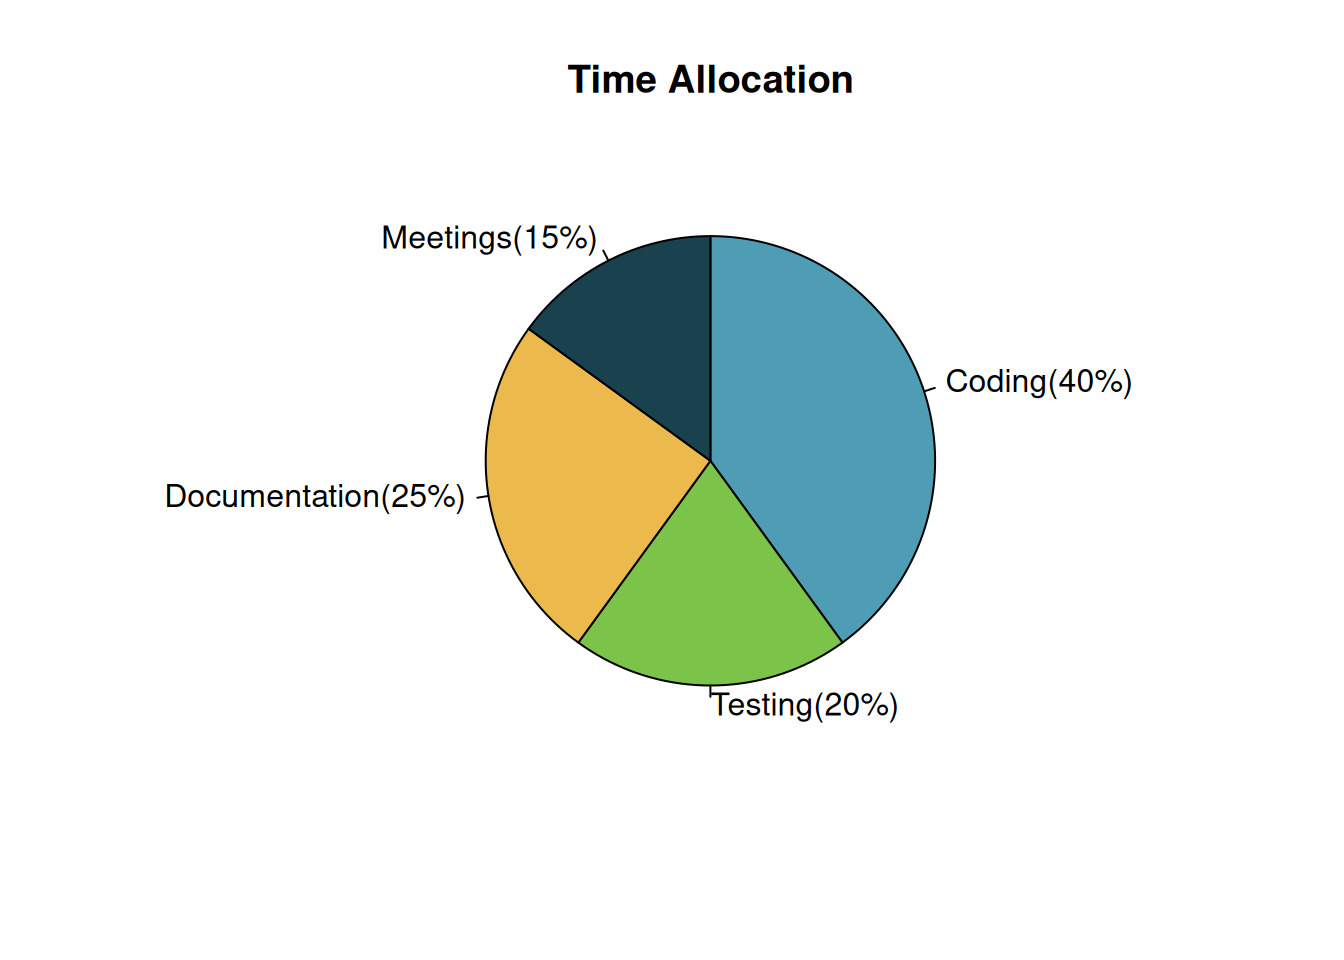 Time Allocation
Meetings(15%)
Coding(40%)
Documentation(25%)
Testing(20%)